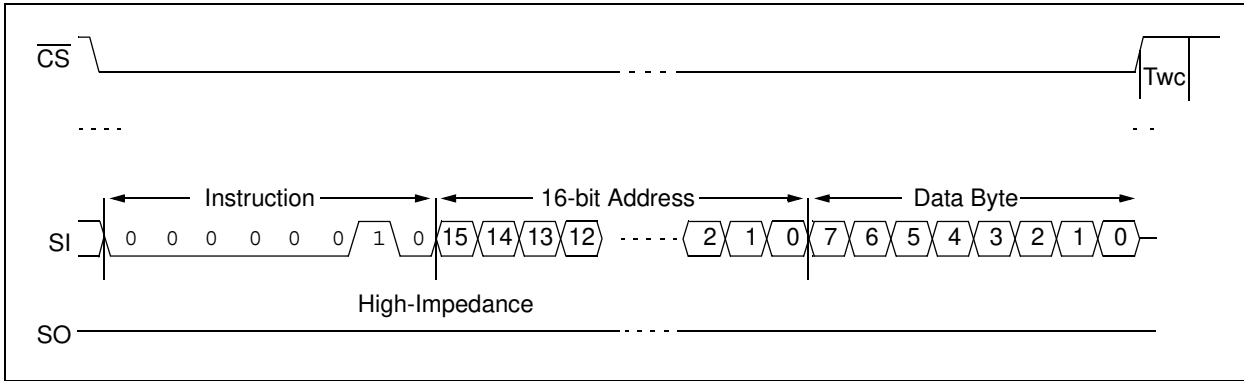 CS
Twc
Instruction 16-bit Address Data Byte
SI 0 0 0 0 0 0 1 0 15 14 13 12 2 1 0 7 6 5 4 3 2 1 0
High-Impedance
SO